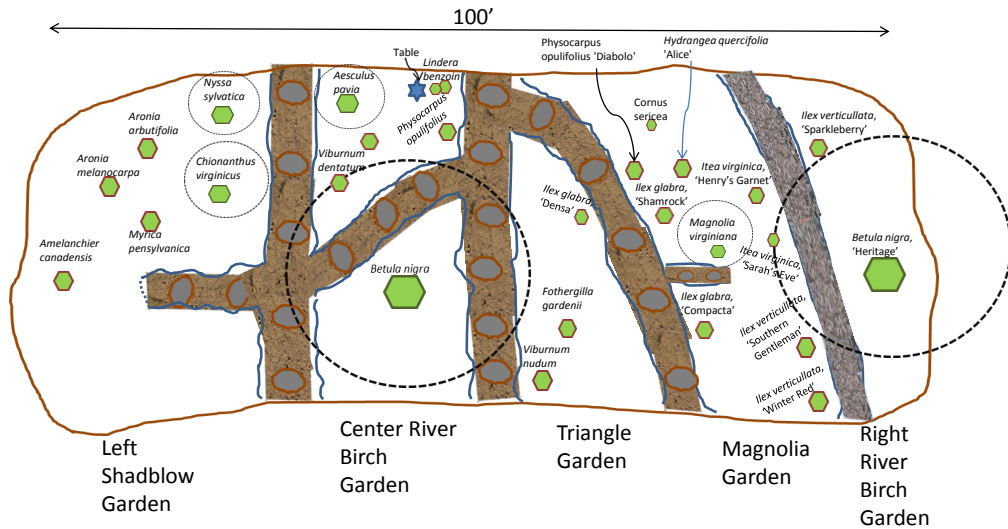 100’
Nyssa
sylvatica
Aronia
arbutifolia
Aronia
melanocarpa
Chionanthus
virginicus
Myrica
pensylvanica
Amelanchier
canadensis
Aesculus
pavia
Table
Lindera
benzoin
Physocarpus
opulifolius
Viburnum
dentatum
Betula nigra
Physocarpus
opulifolius 'Diabolo'
Hydrangea quercifolia
'Alice'
Cornus
sericea
Ilex glabra,
'Densa'
Ilex glabra,
'Shamrock'
Itea virginica,
'Henry's Garnet'
Magnolia
virginiana
Ilex verticullata,
'Sparkleberry'
Itea virginica,
'Sarah's Eve'
Betula nigra,
'Heritage'
Fothergilla
gardenii
Viburnum
nudum
Ilex glabra,
'Compacta'
Ilex verticullata,
'Southern
Gentleman'
Ilex verticullata,
'Winter Red'
Left
Shadblow
Garden
Center River
Birch
Garden
Triangle
Garden
Magnolia
Garden
Right
River
Birch
Garden